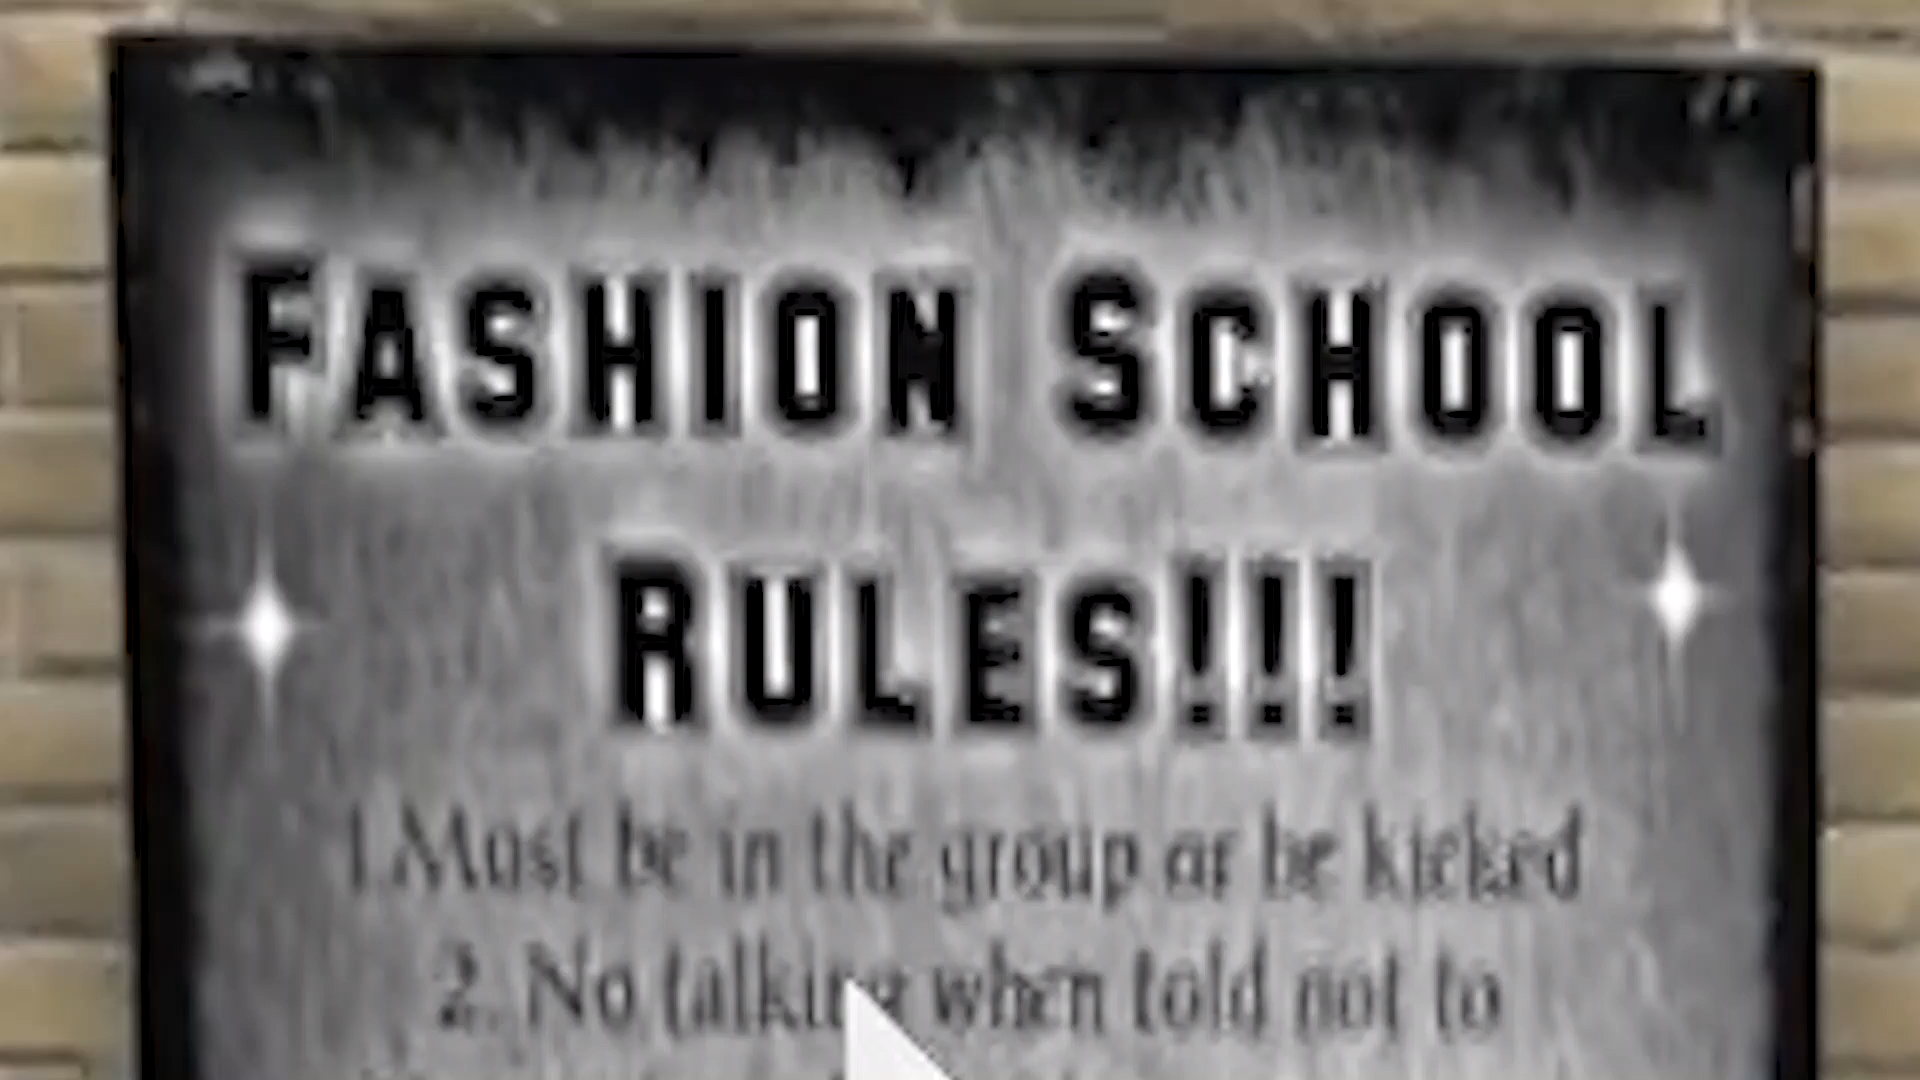 FASHION SCHOOL
RULES!!!
1.Must be in the group or be kicked
2. No talking when told not to